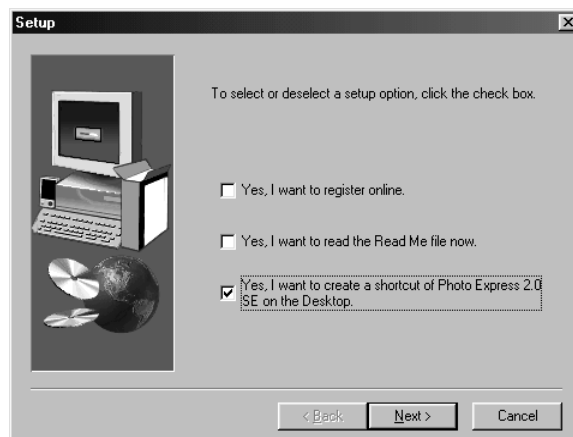 Setup
To select or deselect a setup option, click the check box.
Yes, I want to register online.
Yes, I want to read the Read Me file now.
Yes, I want to create a shortcut of Photo Express 2.0
SE on the Desktop.
< Back
Next >
Cancel